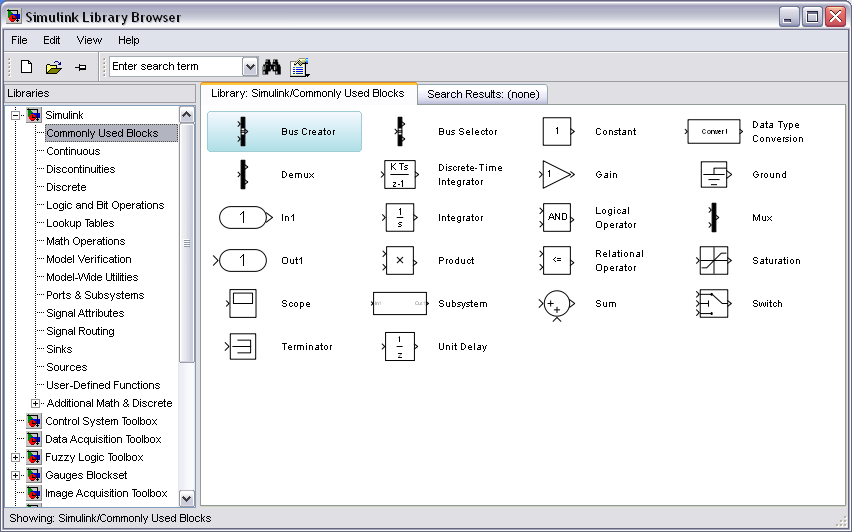 Simulink Library Browser
File Edit View Help
Enter search term
Libraries
Library: Simulink/Commonly Used Blocks
Search Results: (none)
Simulink
Commonly Used Blocks
Continuous
Discontinuities
Discrete
Logic and Bit Operations
Lookup Tables
Math Operations
Model Verification
Model-Wide Utilities
Ports & Subsystems
Signal Attributes
Signal Routing
Sinks
Sources
User-Defined Functions
Additional Math & Discrete
Control System Toolbox
Data Acquisition Toolbox
Fuzzy Logic Toolbox
Gauges Blockset
Image Acquisition Toolbox
Bus Creator
Bus Selector
1
Constant
Convert
Data Type
Conversion
Demux
K Ts
z-1
Discrete-Time
Integrator
1
Gain
Ground
1
In1
1
s
Integrator
AND
Logical
Operator
Mux
1
Out1
×
Product
<=
Relational
Operator
Saturation
Scope
Subsystem
+
+
Sum
Switch
Terminator
1
z
Unit Delay
Showing: Simulink/Commonly Used Blocks